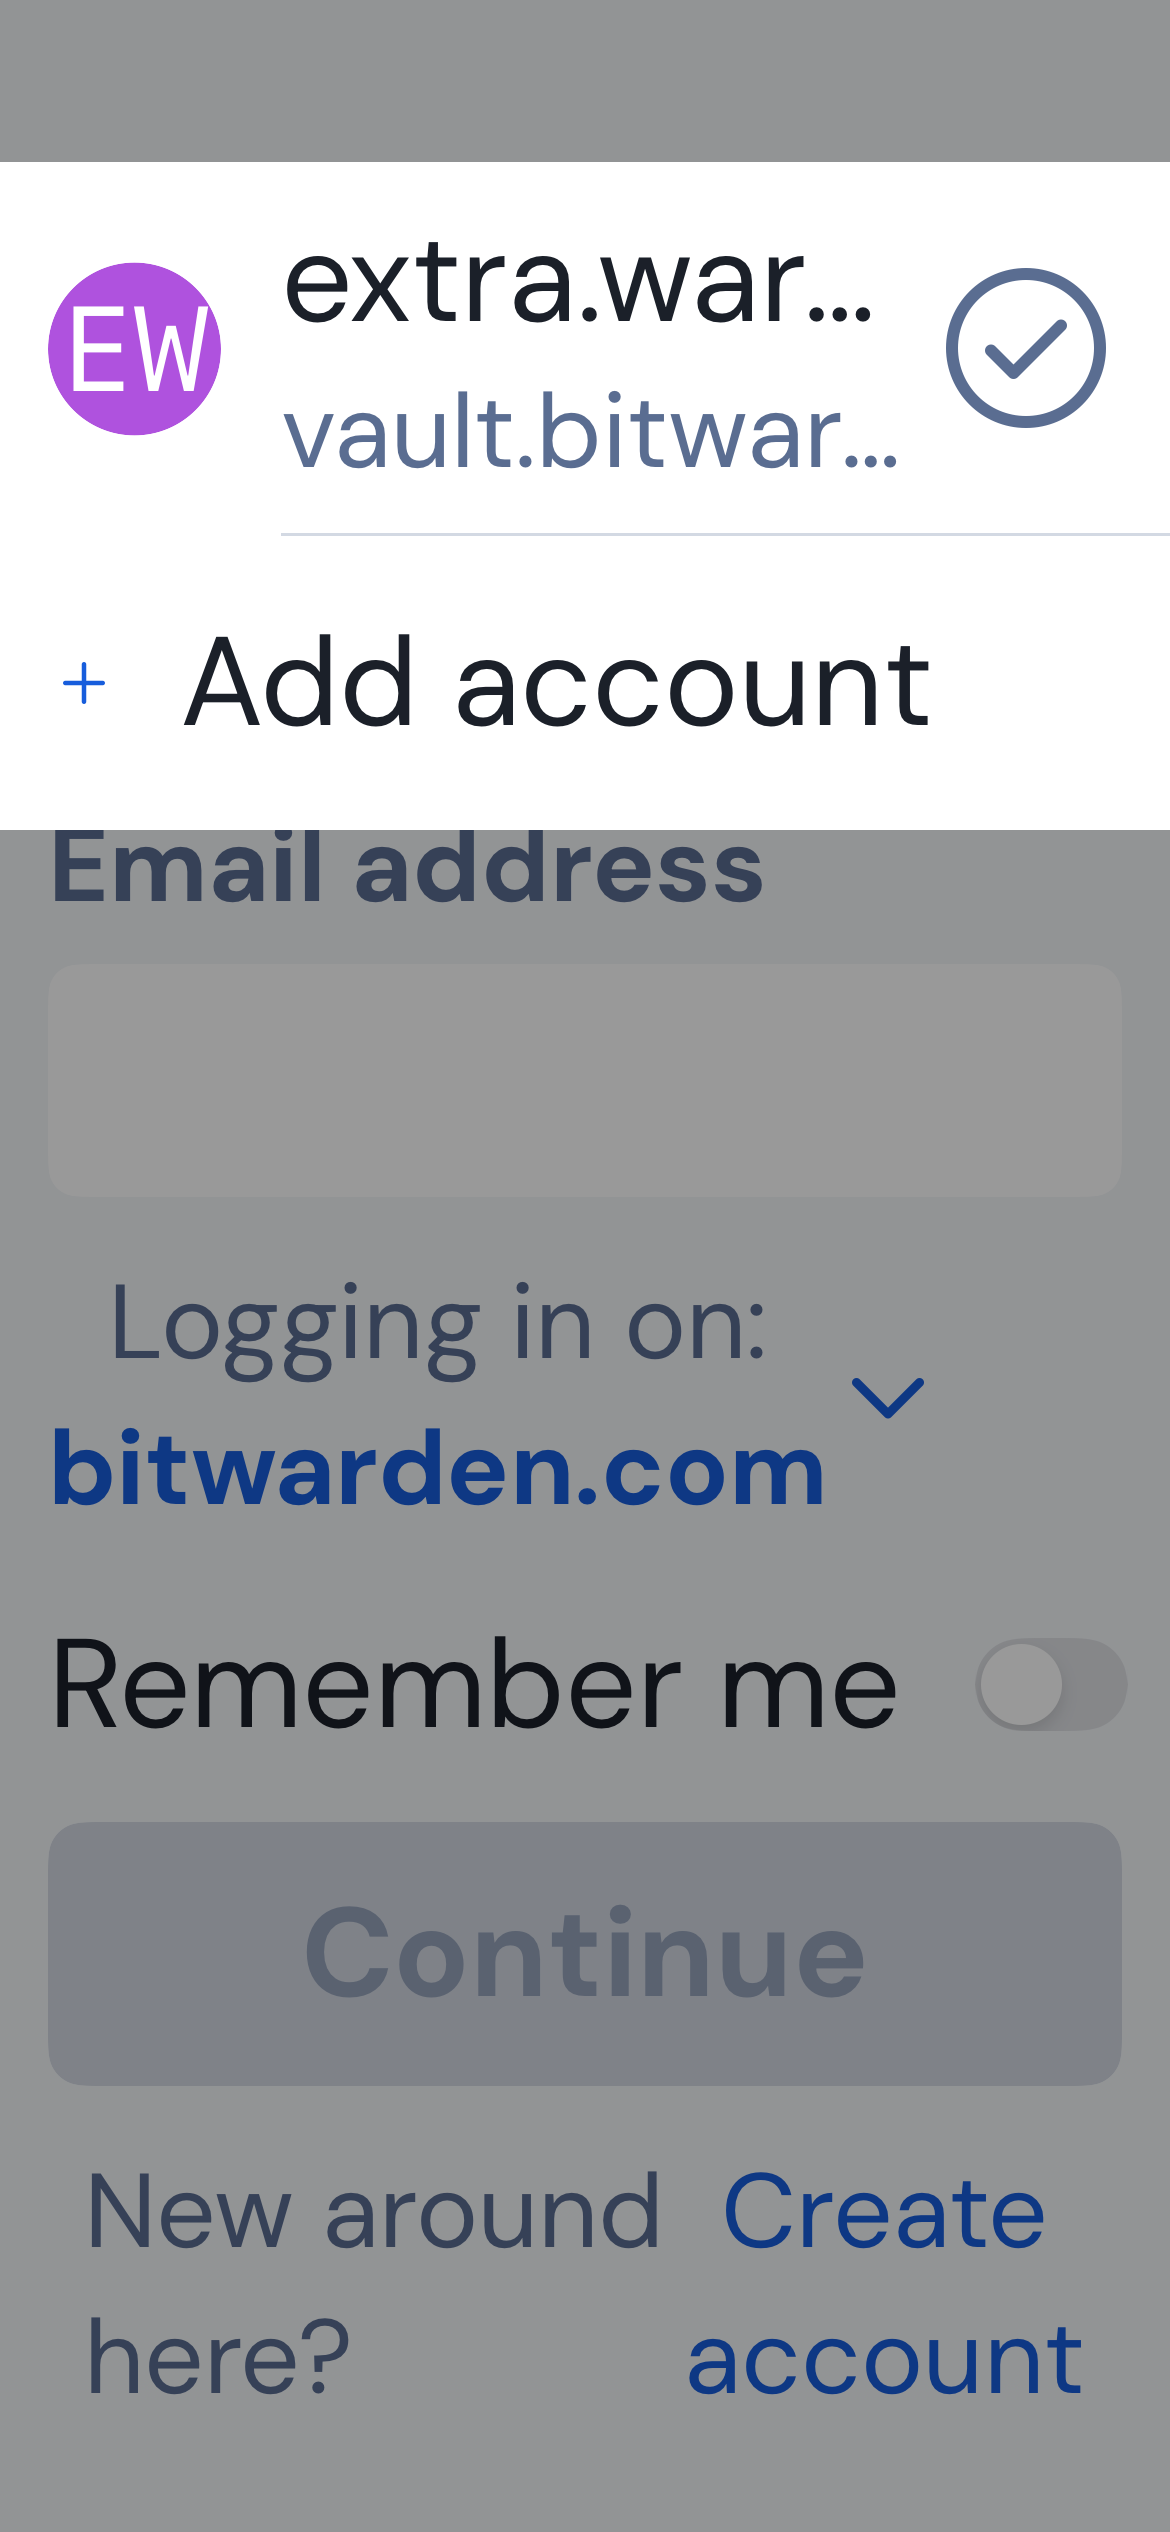 EW
extra.war...
vault.bitwar...
Add account
Email address
Logging in on:
bitwarden.com
Remember me
Continue
New around
here?
Create
account